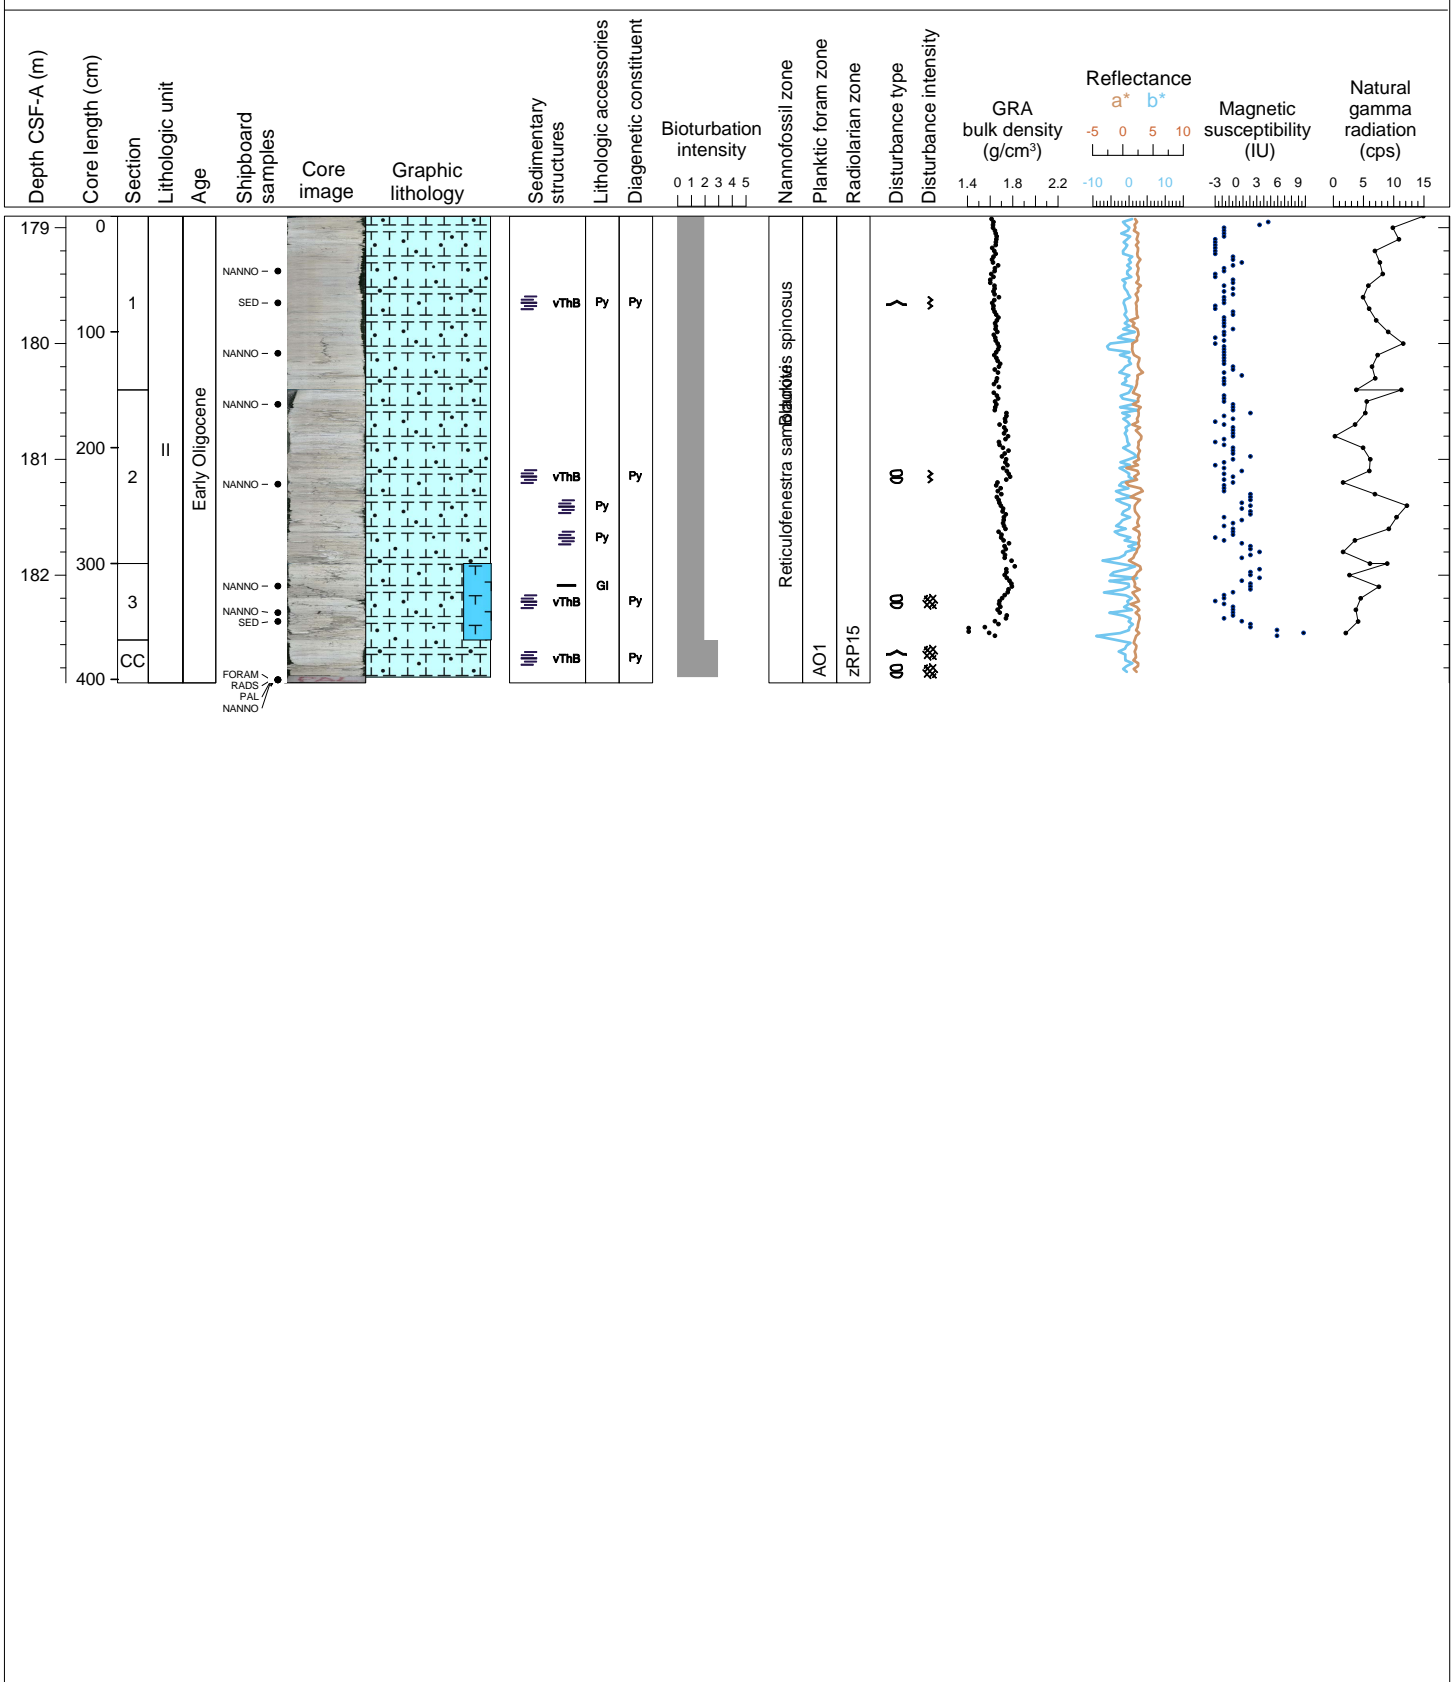 Depth CSF-A (m)
Core length (cm)
Section
Lithologic unit
Age
Shipboard
samples
Core
image
Graphic
lithology
Sedimentary
structures
Lithologic accessories
Diagenetic constituent
Bioturbation
intensity
0 1 2 3 4 5
Nannofossil zone
Planktic foram zone
Radiolarian zone
Disturbance type
Disturbance intensity
GRA
bulk density
(g/cm³)
1.4 1.8 2.2
Reflectance
a* b*
-5 0 5 10
-10 0 10
Magnetic
susceptibility
(IU)
-3 0 3 6 9
Natural
gamma
radiation
(cps)
0 5 10 15
179
180
181
182
0
100
200
300
400
1
2
3
CC
II
Early Oligocene
NANNO
SED
NANNO
NANNO
NANNO
NANNO
NANNO
SED
FORAM
RADS
PAL
NANNO
vThB Py Py
vThB Py
Py
Py
Gl
vThB Py
vThB Py
Reticulofenestra
spinosus
AO1
zRP15